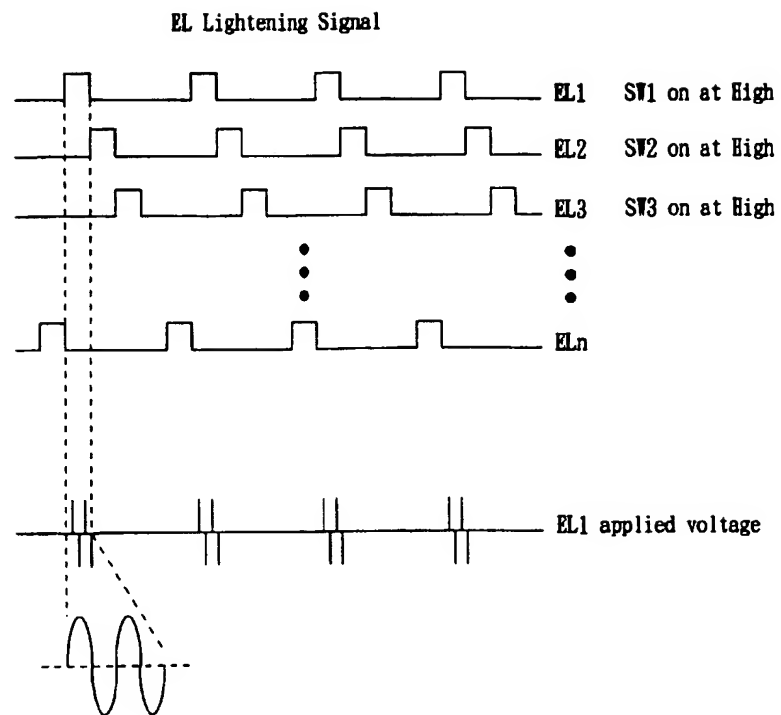 EL Lightening Signal
EL1 SW1 on at High
EL2 SW2 on at High
EL3 SW3 on at High
ELn
EL1 applied voltage